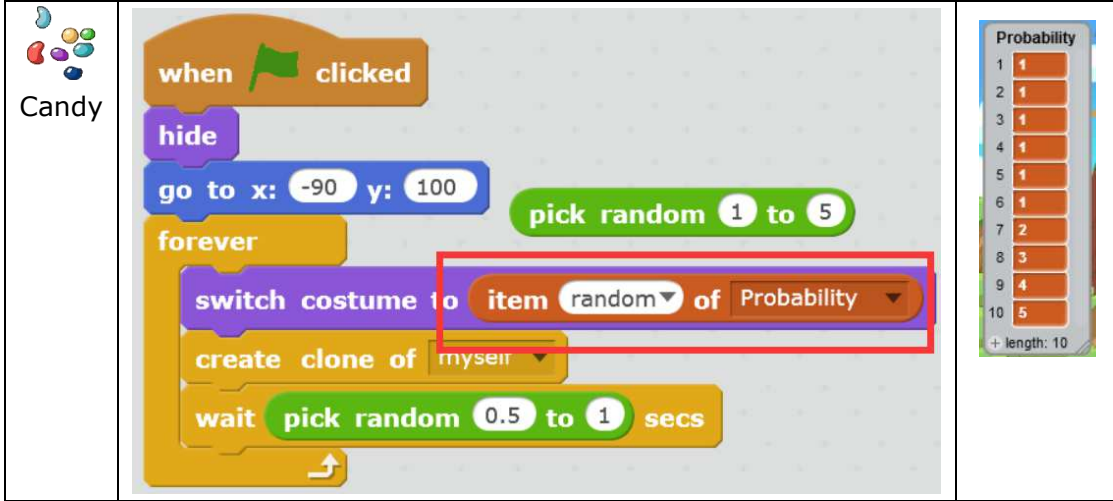 Candy
when clicked
hide
go to x: -90 y: 100
pick random 1 to 5
forever
switch costume to item random of Probability
create clone of myself
wait pick random 0.5 to 1 secs
Probability
1 1
2 1
3 1
4 1
5 1
6 1
7 2
8 3
9 4
10 5
+ length: 10